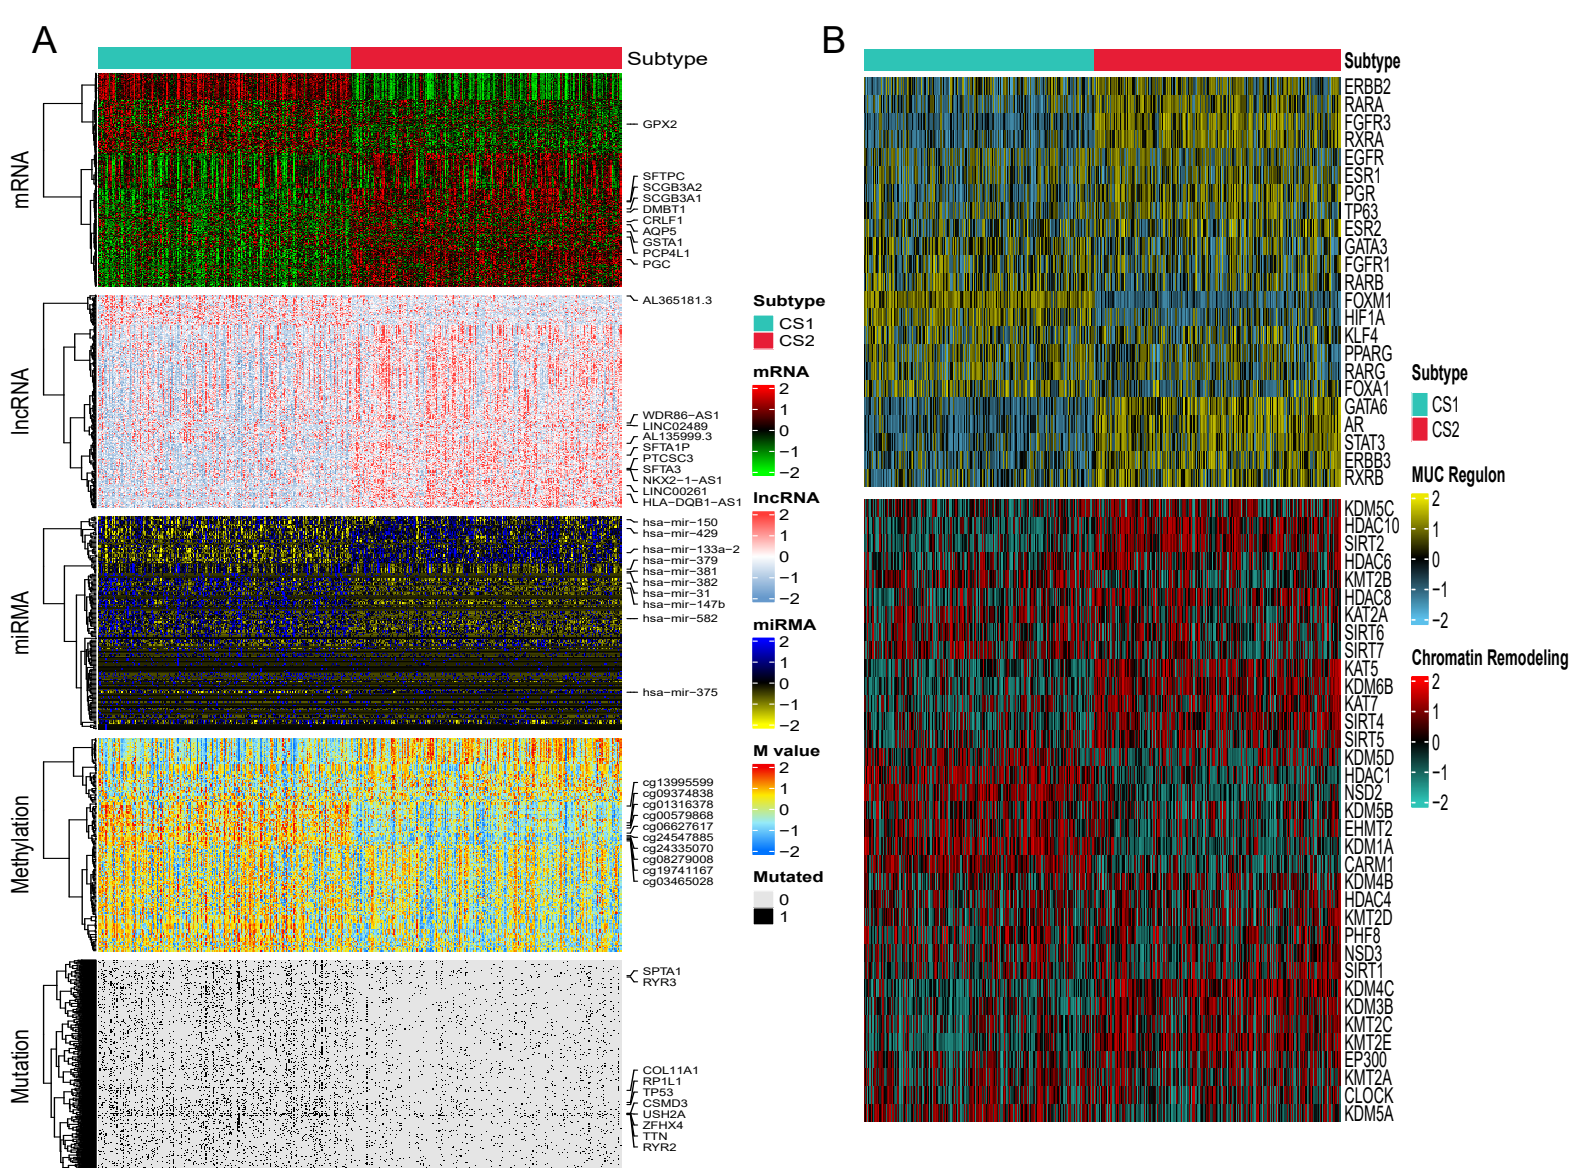 A
Subtype
mRNA
GPX2
SFTPC
SCGB3A2
SCGB3A1
DMBT1
CRLF1
AQP5
GSTA1
PCP4L1
PGC
lncRNA
AL365181.3
WDR86-AS1
LINC02489
AL135999.3
SFTA1P
PTCSC3
SFTA3
NKX2-1-AS1
LINC00261
HLA-DQB1-AS1
miRMA
hsa-mir-150
hsa-mir-429
hsa-mir-133a-2
hsa-mir-379
hsa-mir-381
hsa-mir-382
hsa-mir-31
hsa-mir-147b
hsa-mir-582
hsa-mir-375
Methylation
cg13995599
cg09374838
cg01316378
cg00579868
cg06627617
cg24547885
cg24335070
cg08279008
cg19741167
cg03465028
Mutation
SPTA1
RYR3
COL11A1
RP1L1
TP53
CSMD3
USH2A
ZFHX4
TTN
RYR2
Subtype
CS1
CS2
mRNA
2
1
0
-1
-2
lncRNA
2
1
0
-1
-2
miRMA
2
1
0
-1
-2
M value
2
1
0
-1
-2
Mutated
0
1
B
Subtype
ERBB2
RARA
FGFR3
RXRA
EGFR
ESR1
PGR
TP63
ESR2
GATA3
FGFR1
RARB
FOXM1
HIF1A
KLF4
PPARG
RARG
FOXA1
GATA6
AR
STAT3
ERBB3
RXRB
KDM5C
HDAC10
SIRT2
HDAC6
KMT2B
HDAC8
KAT2A
SIRT6
SIRT7
KAT5
KDM6B
KAT7
SIRT4
SIRT5
KDM5D
HDAC1
NSD2
KDM5B
EHMT2
KDM1A
CARM1
KDM4B
HDAC4
KMT2D
PHF8
NSD3
SIRT1
KDM4C
KDM3B
KMT2C
KMT2E
EP300
KMT2A
CLOCK
KDM5A
Subtype
CS1
CS2
MUC Regulon
2
1
0
-1
-2
Chromatin Remodeling
2
1
0
-1
-2